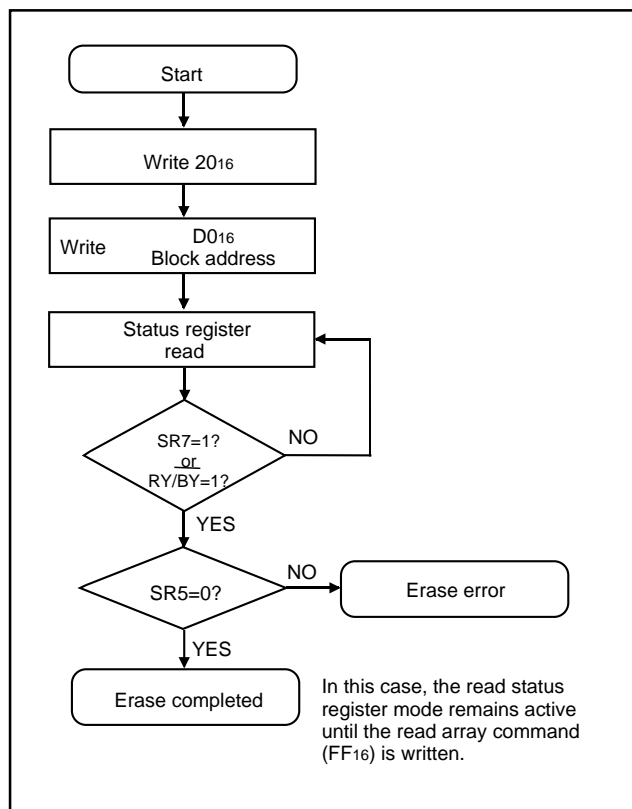 Start
Write 20₁₆
Write D0₁₆
Block address
Status register
read
SR7=1?
or
RY/BY=1?
NO
YES
SR5=0?
NO
Erase error
YES
Erase completed
In this case, the read status
register mode remains active
until the read array command
(FF₁₆) is written.